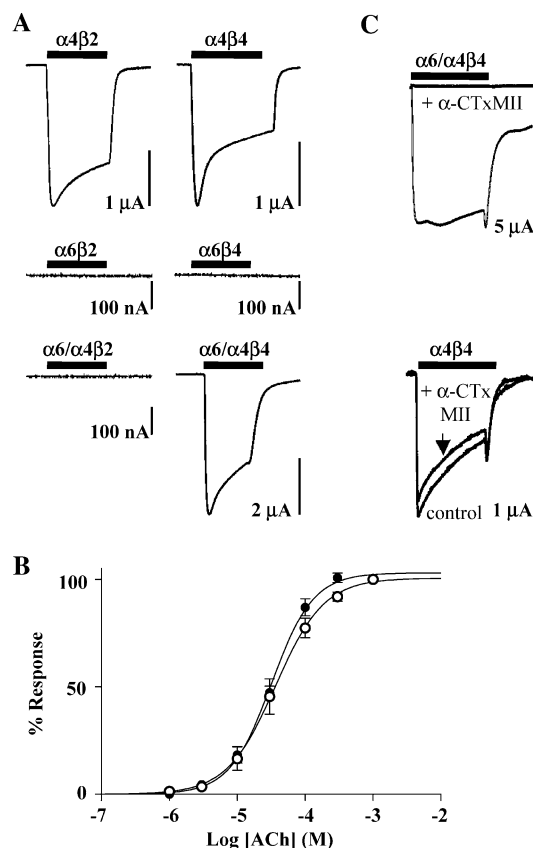 A
α4β2
α4β4
1 μA
1 μA
α6β2
α6β4
100 nA
100 nA
α6/α4β2
α6/α4β4
100 nA
2 μA
C
α6/α4β4
+ α-CTxMII
5 μA
α4β4
+ α-CTx
MII
control
1 μA
B
100
50
0
% Response
-7
-6
-5
-4
-3
-2
Log [ACh] (M)